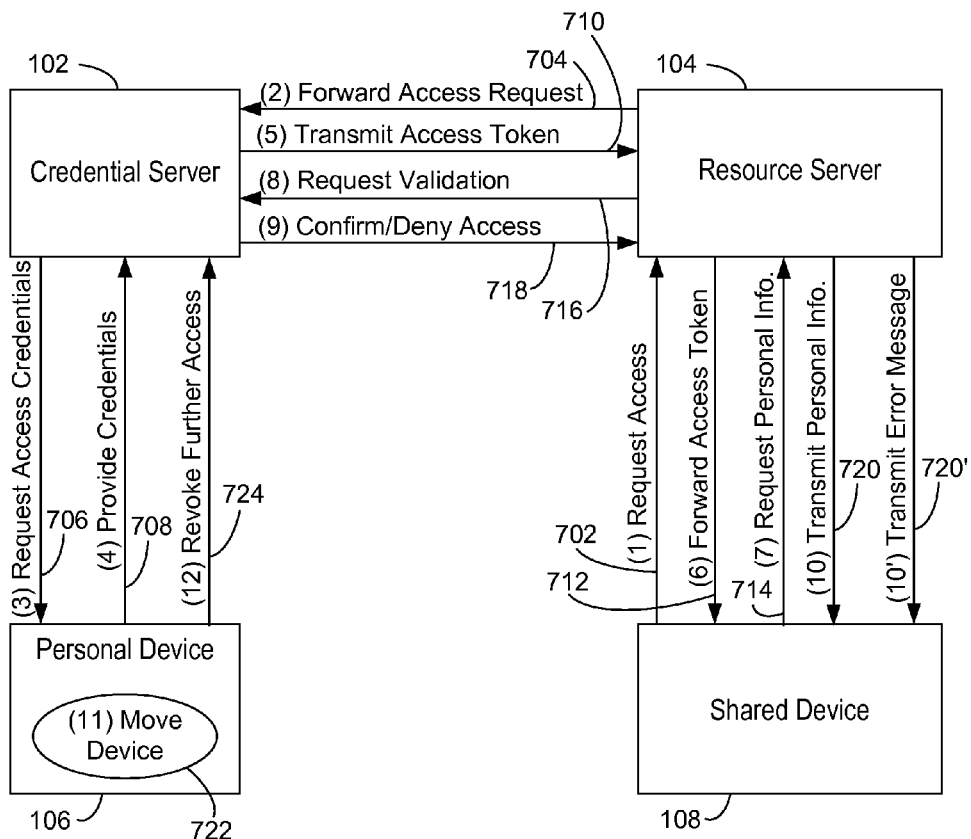 710
102
704
104
(2) Forward Access Request
(5) Transmit Access Token
Credential Server
Resource Server
(8) Request Validation
(9) Confirm/Deny Access
718
716
(3) Request Access Credentials
706
(4) Provide Credentials
708
(12) Revoke Further Access
724
(1) Request Access
702
(6) Forward Access Token
712
(7) Request Personal Info.
714
(10) Transmit Personal Info.
720
(10') Transmit Error Message
720'
Personal Device
(11) Move
Device
Shared Device
106
722
108